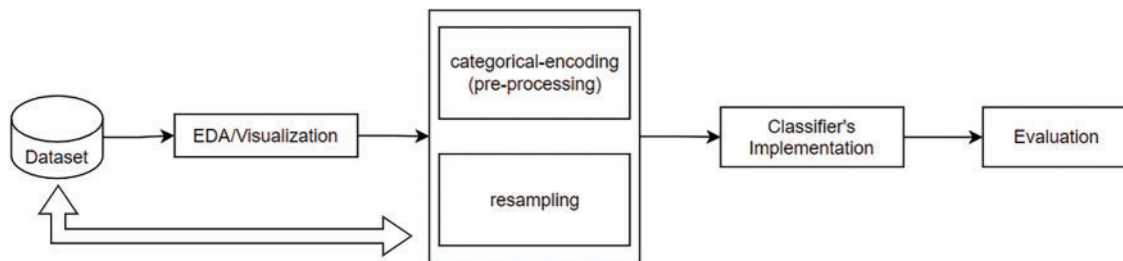 Dataset
EDA/Visualization
categorical-encoding
(pre-processing)
resampling
Classifier's
Implementation
Evaluation